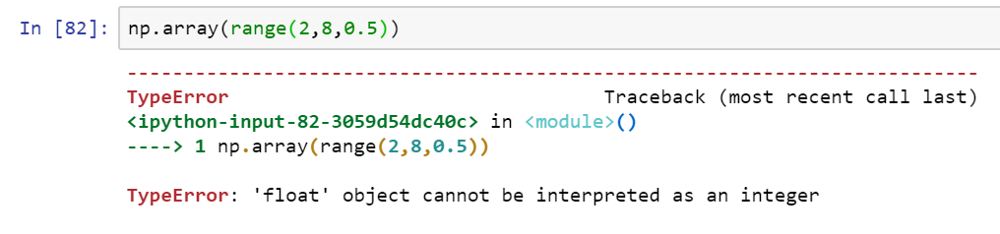 In [82]: np.array(range(2,8,0.5))
---------------------------------------------------------------------------
TypeError                                 Traceback (most recent call last)
<ipython-input-82-3059d54dc40c> in <module>()
----> 1 np.array(range(2,8,0.5))
TypeError: 'float' object cannot be interpreted as an integer